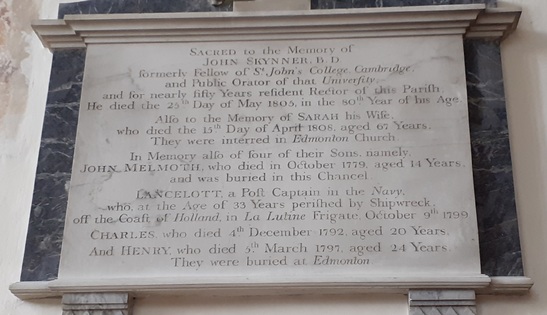 SACRED to the Memory of
JOHN SKYNNER, B.D
formerly Fellow of St. John's College, Cambridge,
and Public Orator of that Univerſity,
and for nearly fifty Years reſident Rector of this Pariſh.
He died the 25th Day of May 1805, in the 80th Year of his Age.
Alſo to the Memory of SARAH his Wife,
who died the 15th Day of April 1808, aged 67 Years.
They were interred in Edmonton Church.
In Memory alſo of four of their Sons, namely,
JOHN MELMOTH, who died in October 1779, aged 14 Years,
and was buried in this Chancel.
LANCELOTT, a Poſt Captain in the Navy,
who, at the Age of 33 Years periſhed by Shipwreck,
off the Coaſt of Holland, in La Lutine Frigate, October 9th 1799
CHARLES, who died 4th December 1792, aged 20 Years.
And HENRY, who died 5th March 1797, aged 24 Years
They were buried at Edmonton